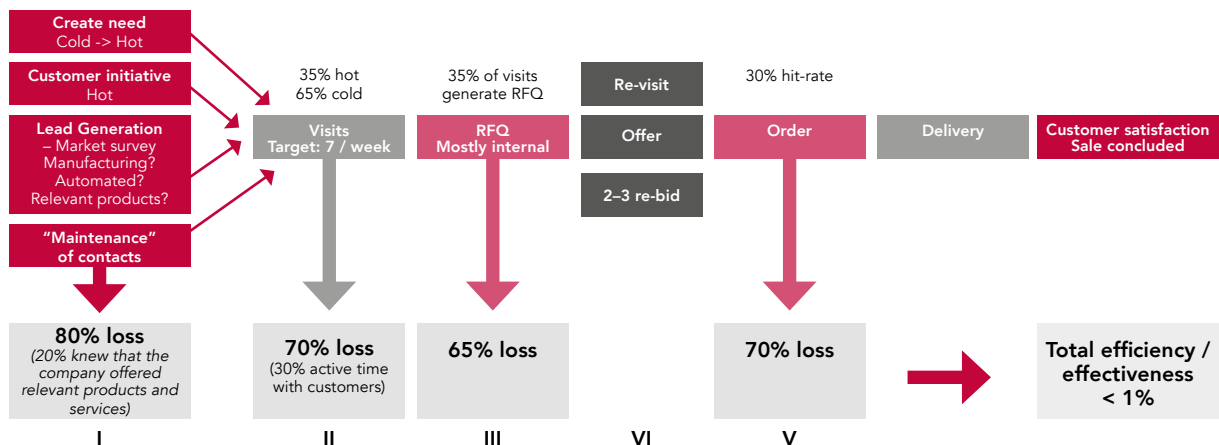 Create need
Cold -> Hot
Customer initiative
Hot
Lead Generation
– Market survey
Manufacturing?
Automated?
Relevant products?
“Maintenance”
of contacts
35% hot
65% cold
Visits
Target: 7 / week
35% of visits
generate RFQ
RFQ
Mostly internal
Re-visit
Offer
2–3 re-bid
30% hit-rate
Order
Delivery
Customer satisfaction
Sale concluded
80% loss
(20% knew that the
company offered
relevant products and
services)
70% loss
(30% active time
with customers)
65% loss
70% loss
Total efficiency /
effectiveness
< 1%
I
II
III
VI
V